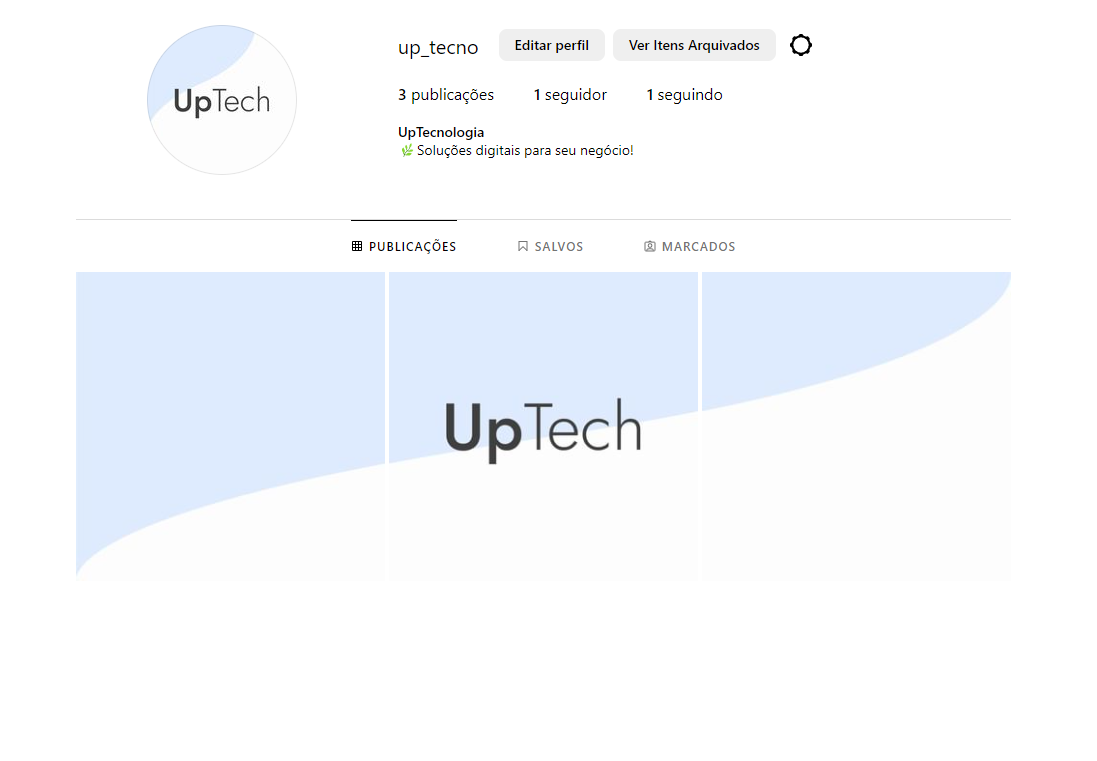 UpTech
up_tecno
Editar perfil
Ver Itens Arquivados
3 publicações 1 seguidor 1 seguindo
UpTecnologia
🌿 Soluções digitais para seu negócio!
PUBLICAÇÕES SALVOS MARCADOS
UpTech